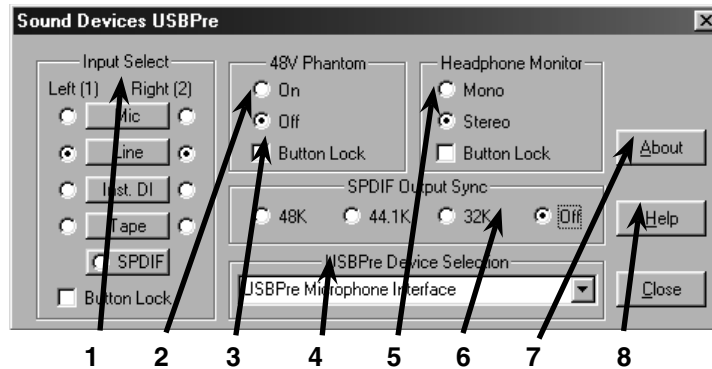 Sound Devices USBPre
Input Select
Left (1) Right (2)
Mic
Line
Inst. DI
Tape
SPDIF
Button Lock
48V Phantom
On
Off
Button Lock
Headphone Monitor
Mono
Stereo
Button Lock
SPDIF Output Sync
48K 44.1K 32K Off
USBPre Device Selection
USBPre Microphone Interface
About
Help
Close
1 2 3 4 5 6 7 8